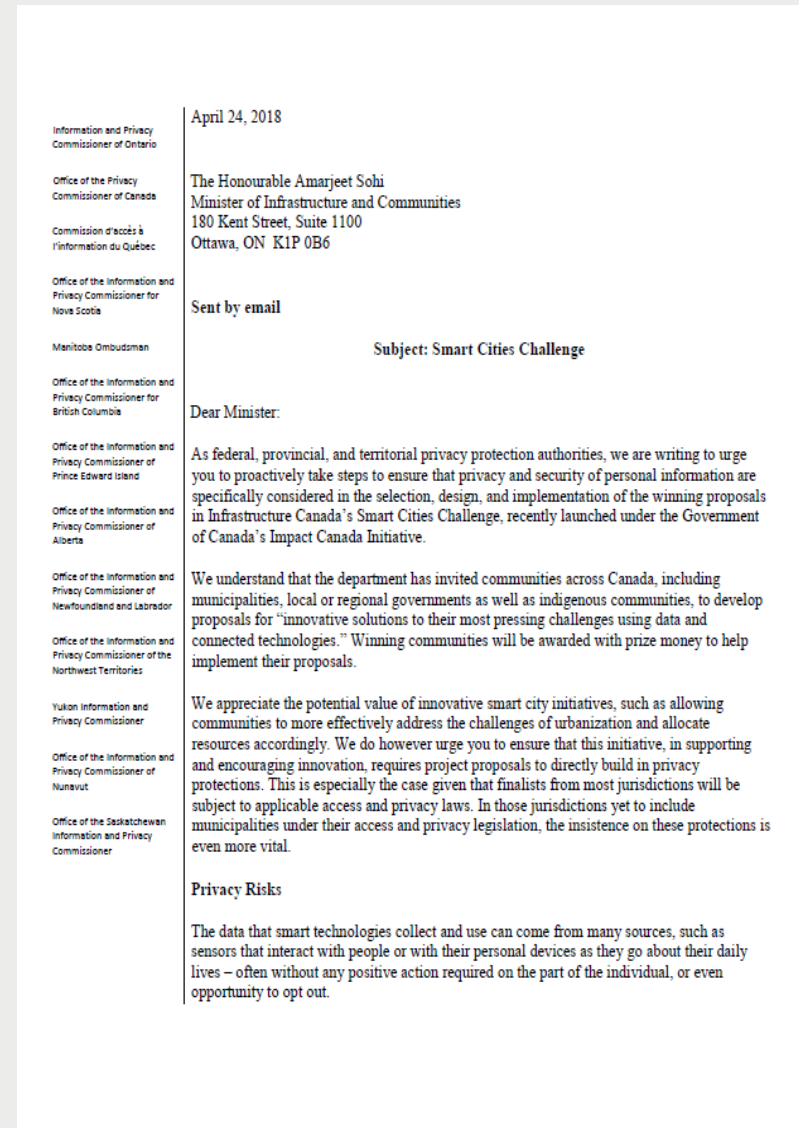 Information and Privacy
Commissioner of Ontario
Office of the Privacy
Commissioner of Canada
Commission d'accès à
l'information du Québec
Office of the Information and
Privacy Commissioner for
Nova Scotia
Manitoba Ombudsman
Office of the Information and
Privacy Commissioner for
British Columbia
Office of the Information and
Privacy Commissioner of
Prince Edward Island
Office of the Information and
Privacy Commissioner of
Alberta
Office of the Information and
Privacy Commissioner of
Newfoundland and Labrador
Office of the Information and
Privacy Commissioner of the
Northwest Territories
Yukon Information and
Privacy Commissioner
Office of the Information and
Privacy Commissioner of
Nunavut
Office of the Saskatchewan
Information and Privacy
Commissioner
April 24, 2018
The Honourable Amarjeet Sohi
Minister of Infrastructure and Communities
180 Kent Street, Suite 1100
Ottawa, ON K1P 0B6
Sent by email
Subject: Smart Cities Challenge
Dear Minister:
As federal, provincial, and territorial privacy protection authorities, we are writing to urge
you to proactively take steps to ensure that privacy and security of personal information are
specifically considered in the selection, design, and implementation of the winning proposals
in Infrastructure Canada's Smart Cities Challenge, recently launched under the Government
of Canada's Impact Canada Initiative.
We understand that the department has invited communities across Canada, including
municipalities, local or regional governments as well as indigenous communities, to develop
proposals for “innovative solutions to their most pressing challenges using data and
connected technologies.” Winning communities will be awarded with prize money to help
implement their proposals.
We appreciate the potential value of innovative smart city initiatives, such as allowing
communities to more effectively address the challenges of urbanization and allocate
resources accordingly. We do however urge you to ensure that this initiative, in supporting
and encouraging innovation, requires project proposals to directly build in privacy
protections. This is especially the case given that finalists from most jurisdictions will be
subject to applicable access and privacy laws. In those jurisdictions yet to include
municipalities under their access and privacy legislation, the insistence on these protections is
even more vital.
Privacy Risks
The data that smart technologies collect and use can come from many sources, such as
sensors that interact with people or with their personal devices as they go about their daily
lives – often without any positive action required on the part of the individual, or even
opportunity to opt out.